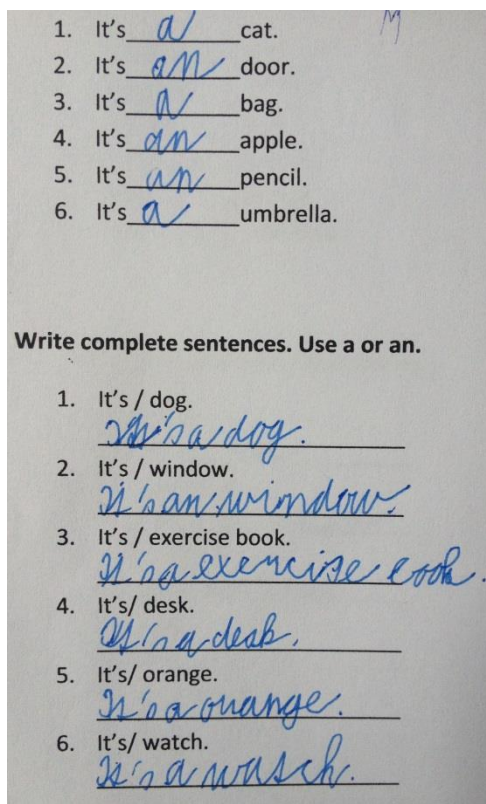 1. It's a cat.
2. It's an door.
3. It's a bag.
4. It's an apple.
5. It's an pencil.
6. It's a umbrella.
Write complete sentences. Use a or an.
1. It's / dog.
It's a dog.
2. It's / window.
It's an window.
3. It's / exercise book.
It's a exercise book.
4. It's/ desk.
It's a desk.
5. It's/ orange.
It's a orange.
6. It's/ watch.
It's a watch.